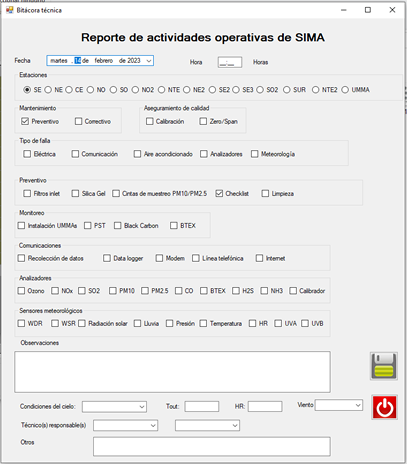 Bitácora técnica
Reporte de actividades operativas de SIMA
Fecha martes , 14 de febrero de 2023 Hora __:__ Horas
Estaciones
SE NE CE NO SO NO2 NTE NE2 SE2 SE3 SO2 SUR NTE2 UMMA
Mantenimiento Aseguramiento de calidad
Preventivo Correctivo Calibración Zero/Span
Tipo de falla
Eléctrica Comunicación Aire acondicionado Analizadores Meteorología
Preventivo
Filtros inlet Silica Gel Cintas de muestreo PM10/PM2.5 Checklist Limpieza
Monitoreo
Instalación UMMAs PST Black Carbon BTEX
Comunicaciones
Recolección de datos Data logger Modem Línea telefónica Internet
Analizadores
Ozono NOx SO2 PM10 PM2.5 CO BTEX H2S NH3 Calibrador
Sensores meteorológicos
WDR WSR Radiación solar Lluvia Presión Temperatura HR UVA UVB
Observaciones
Condiciones del cielo: Tout: HR: Viento
Técnico(s) responsable(s)
Otros